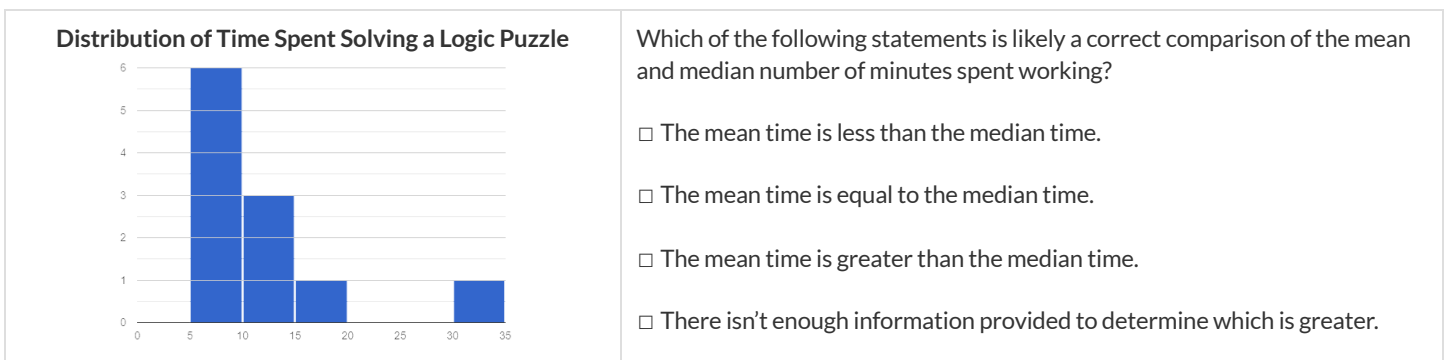 Distribution of Time Spent Solving a Logic Puzzle
6
5
4
3
2
1
0
0 5 10 15 20 25 30 35
Which of the following statements is likely a correct comparison of the mean
and median number of minutes spent working?
□ The mean time is less than the median time.
□ The mean time is equal to the median time.
□ The mean time is greater than the median time.
□ There isn’t enough information provided to determine which is greater.